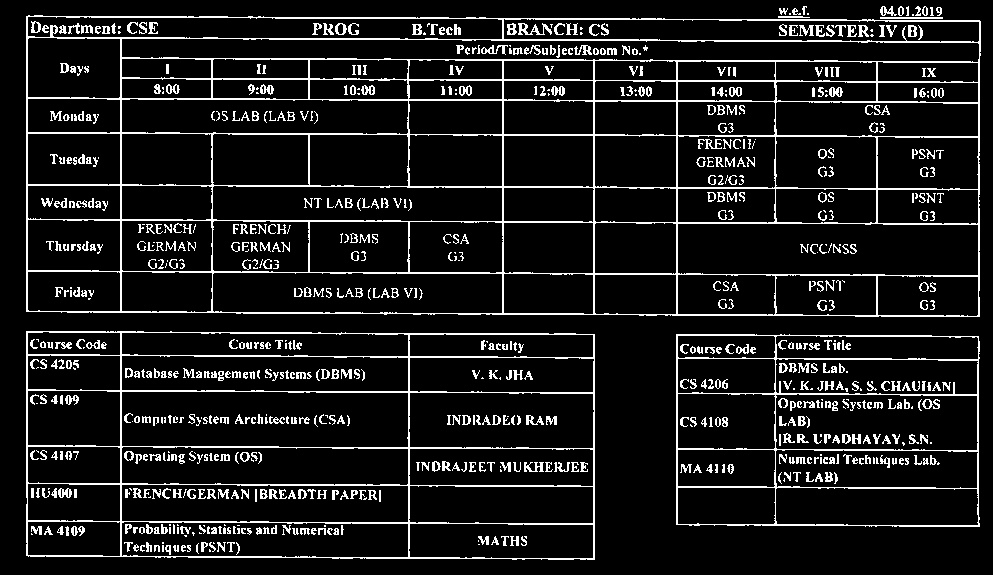 w.e.f. 04.01.2019
Department: CSE PROG B.Tech BRANCH: CS SEMESTER: IV (B)
Period/Time/Subject/Room No.*
Days I II III IV V VI VII VIII IX
8:00 9:00 10:00 11:00 12:00 13:00 14:00 15:00 16:00
Monday OS LAB (LAB VI) DBMS CSA
G3 G3
FRENCH/
Tuesday GERMAN OS PSNT
G2/G3 G3 G3
Wednesday NT LAB (LAB VI) DBMS OS PSNT
G3 G3 G3
FRENCH/ FRENCH/ DBMS CSA
Thursday GERMAN GERMAN G3 G3 NCC/NSS
G2/G3 G2/G3
Friday DBMS LAB (LAB VI) CSA PSNT OS
G3 G3 G3
Course Code Course Title Faculty
CS 4205 Database Management Systems (DBMS) V. K. JHA
CS 4109 Computer System Architecture (CSA) INDRADEO RAM
CS 4107 Operating System (OS) INDRAJEET MUKHERJEE
HU4001 FRENCH/GERMAN [BREADTH PAPER]
MA 4109 Probability, Statistics and Numerical
Techniques (PSNT) MATHS
Course Code Course Title
DBMS Lab.
CS 4206 [V. K. JHA, S. S. CHAUHAN]
Operating System Lab. (OS
CS 4108 LAB)
[R.R. UPADHAYAY, S.N.
MA 4110 Numerical Techniques Lab.
(NT LAB)